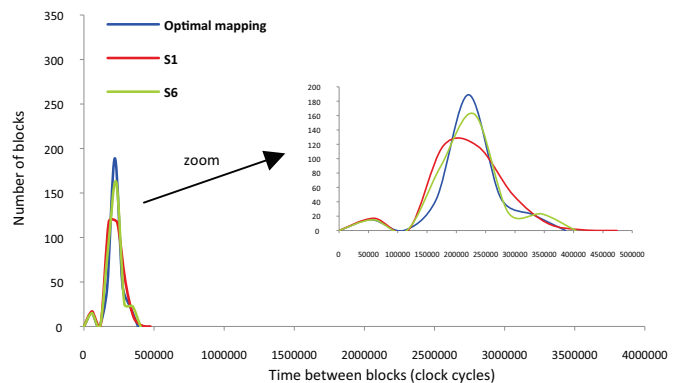 350
300
250
200
150
100
50
0
Number of blocks
Optimal mapping
S1
S6
zoom
200
180
160
140
120
100
80
60
40
20
0
0 50000 100000 150000 200000 250000 300000 350000 400000 450000 500000
0 500000 1000000 1500000 2000000 2500000 3000000 3500000 4000000
Time between blocks (clock cycles)